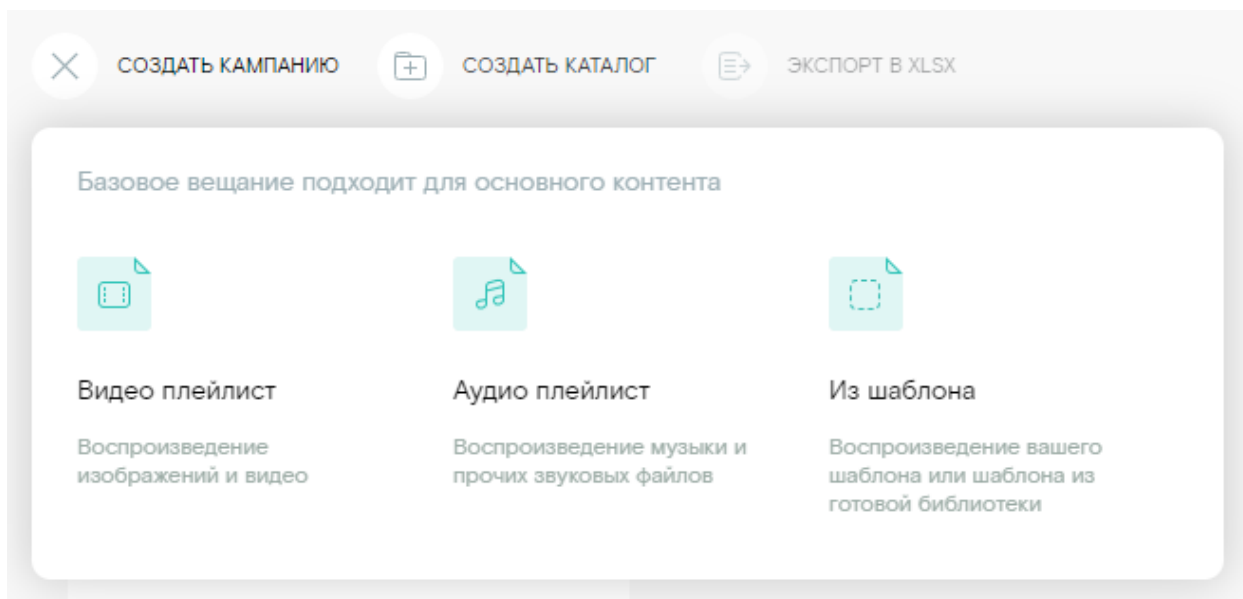 СОЗДАТЬ КАМПАНИЮ СОЗДАТЬ КАТАЛОГ ЭКСПОРТ В XLSX
Базовое вещание подходит для основного контента
Видео плейлист
Воспроизведение
изображений и видео
Аудио плейлист
Воспроизведение музыки и
прочих звуковых файлов
Из шаблона
Воспроизведение вашего
шаблона или шаблона из
готовой библиотеки